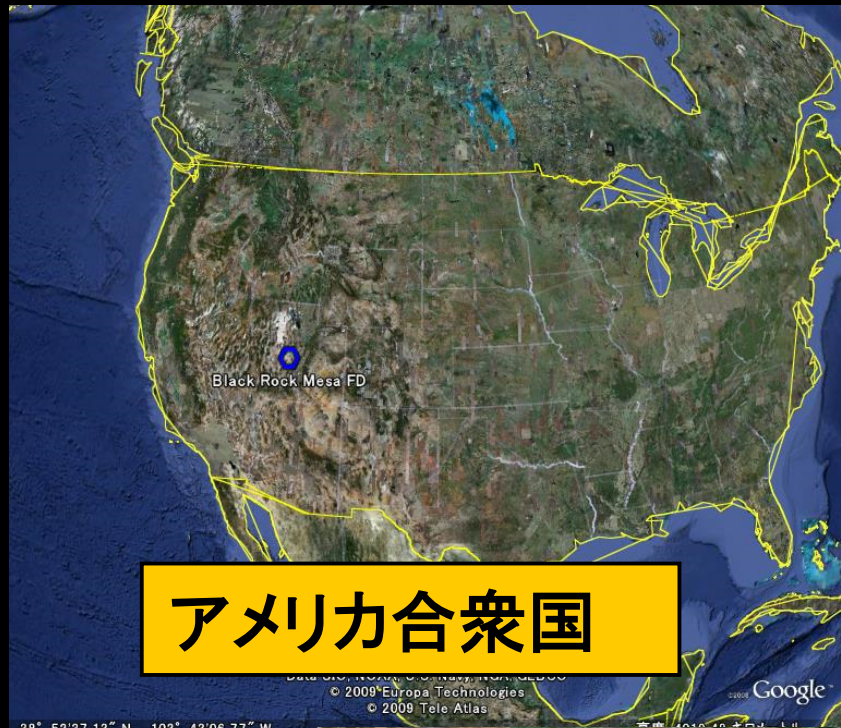 Black Rock Mesa FD
アメリカ合衆国
© 2009 Europa Technologies
© 2009 Tele Atlas
Google